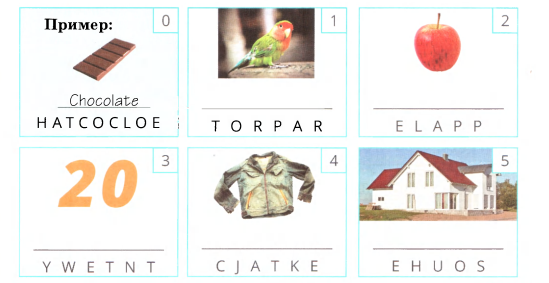 Пример:
0
Chocolate
HATCOCLOE
1
TORPAR
2
ELAPP
3
20
YWETNT
4
CJATKE
5
EHUOS